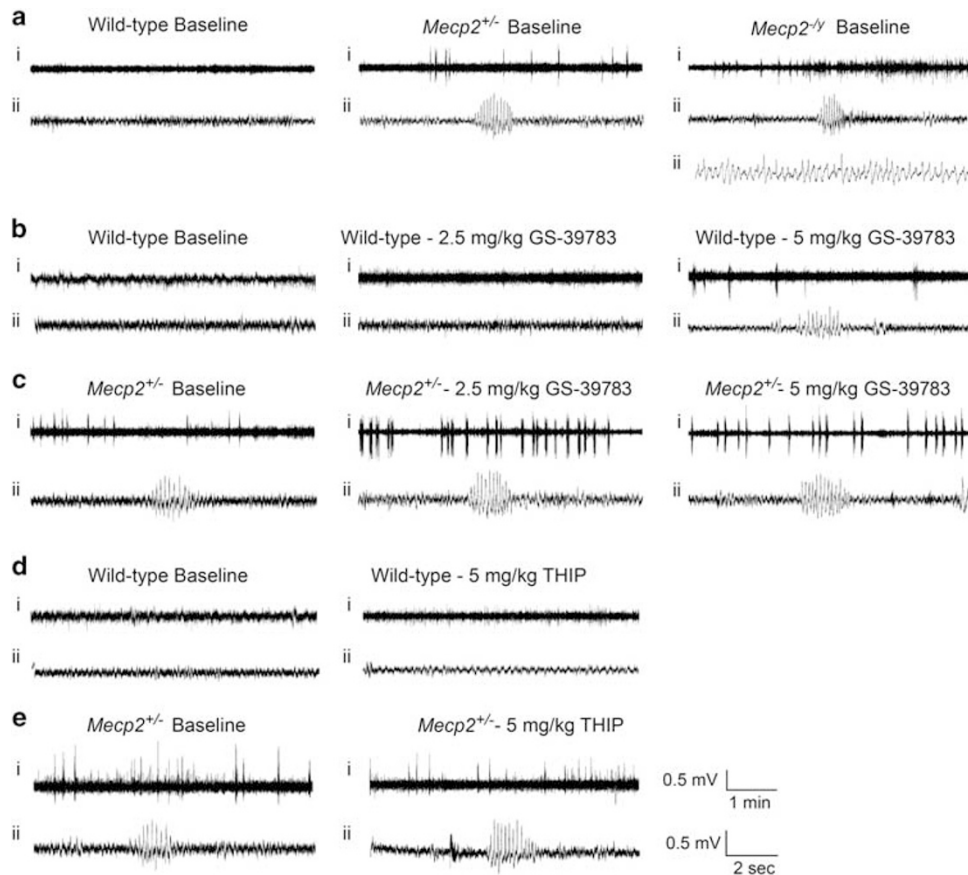 a
Wild-type Baseline
Mecp2+/- Baseline
Mecp2-/y Baseline
i
i
i
ii
ii
ii
ii
b
Wild-type Baseline
Wild-type - 2.5 mg/kg GS-39783
Wild-type - 5 mg/kg GS-39783
i
i
i
ii
ii
ii
c
Mecp2+/- Baseline
Mecp2+/- - 2.5 mg/kg GS-39783
Mecp2+/- - 5 mg/kg GS-39783
i
i
i
ii
ii
ii
d
Wild-type Baseline
Wild-type - 5 mg/kg THIP
i
i
ii
ii
e
Mecp2+/- Baseline
Mecp2+/- - 5 mg/kg THIP
i
i
0.5 mV
1 min
ii
ii
0.5 mV
2 sec